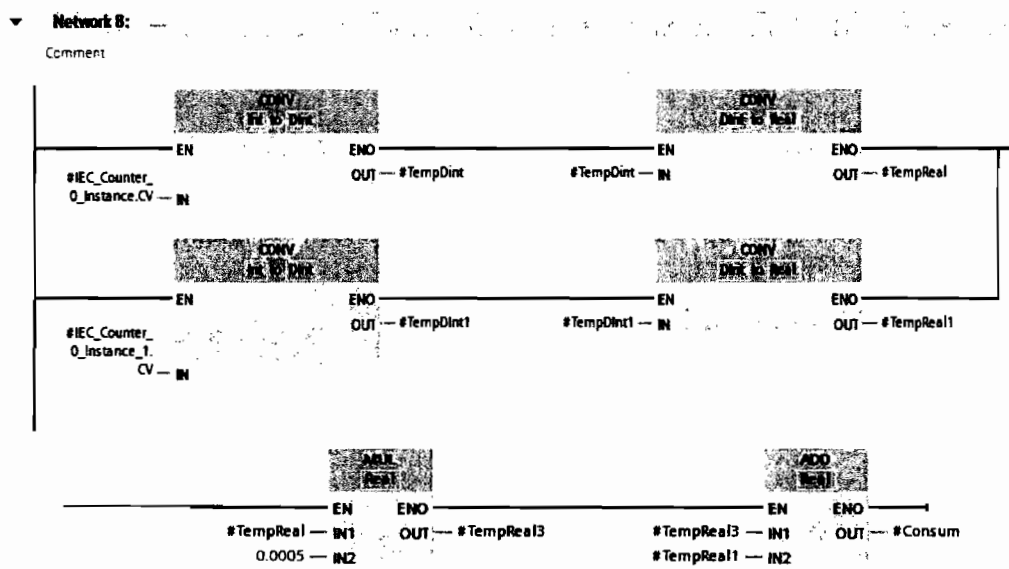 Network 8:
Comment
CONV
CONV
Int to Dint
Dint to Real
EN ENO EN ENO
#IEC_Counter_
0_Instance.CV IN
OUT #TempDint
#TempDint IN
OUT #TempReal
CONV
CONV
Int to Dint
Dint to Real
EN ENO EN ENO
#IEC_Counter_
0_Instance_1.
CV IN
OUT #TempDInt1
#TempDInt1 IN
OUT #TempReal1
MUL
ADD
Real
Real
EN ENO EN ENO
#TempReal IN1 OUT #TempReal3 #TempReal3 IN1 OUT #Consum
0.0005 IN2 #TempReal1 IN2